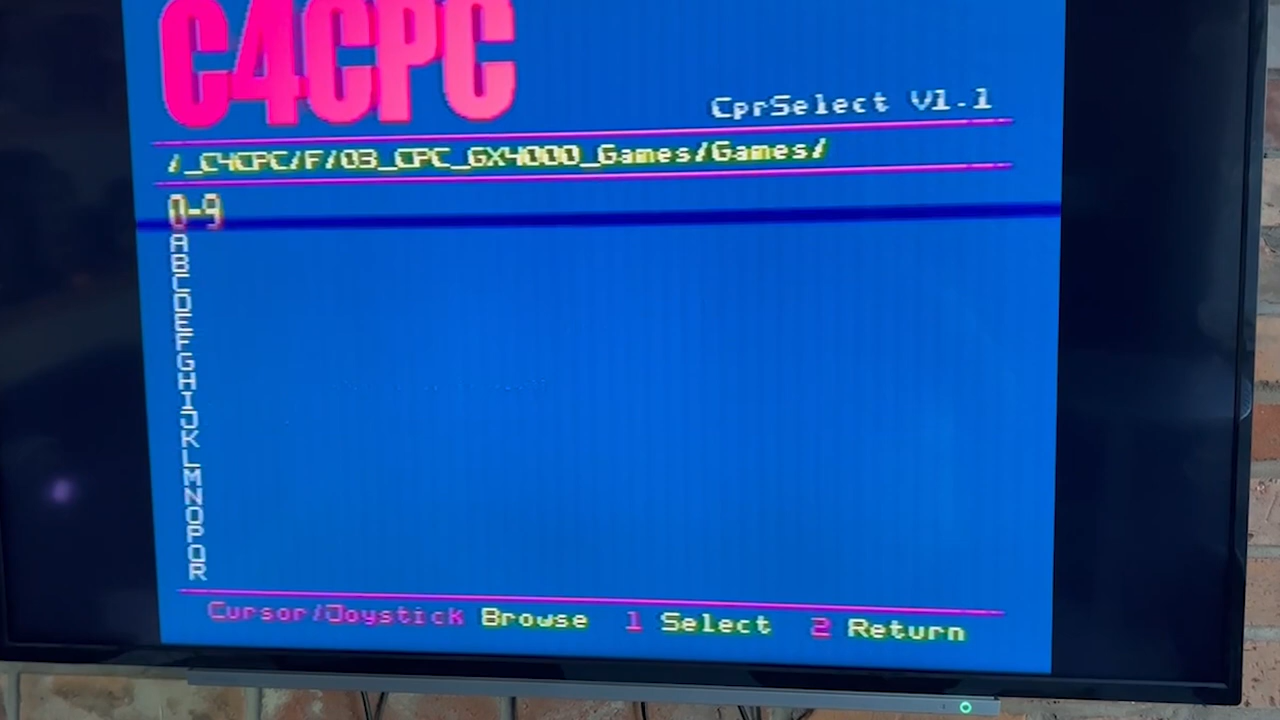 C4CPC
CprSelect V1.1
/_C4CPC/F/03_CPC_GX4000_Games/Games/
0-9
A
B
C
D
E
F
G
H
I
J
K
L
M
N
O
P
Q
R
Cursor/Joystick Browse 1 Select 2 Return